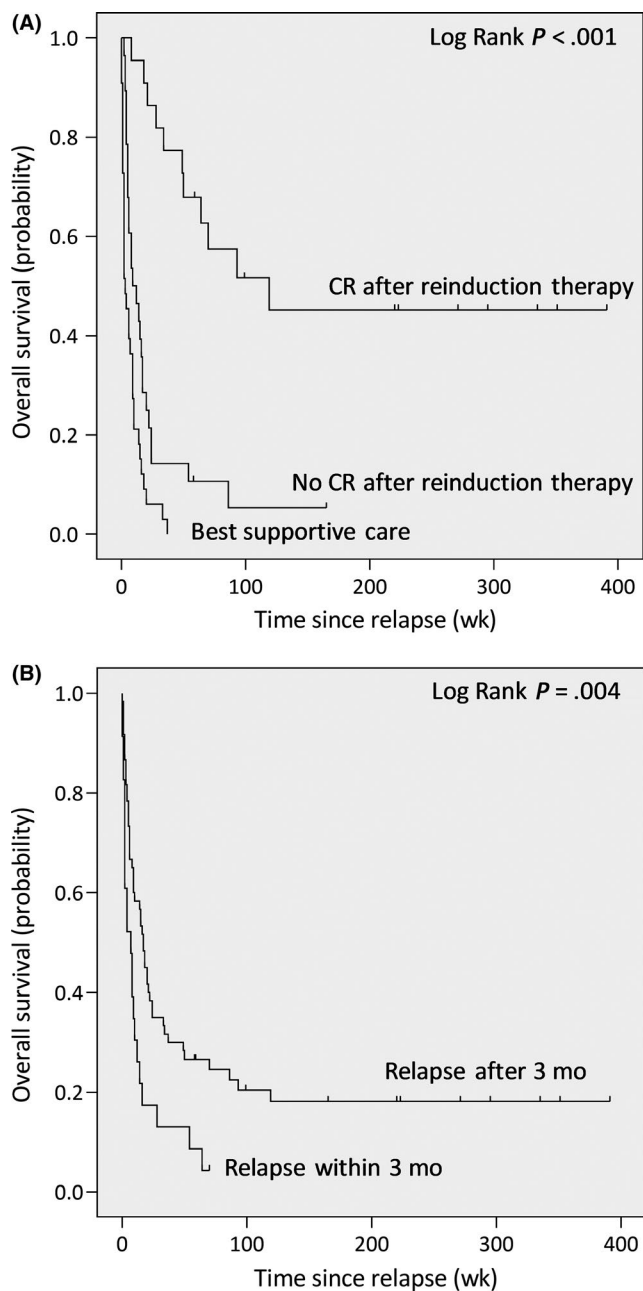 (A)
Log Rank P < .001
Overall survival (probability)
1.0
0.8
0.6
0.4
0.2
0.0
CR after reinduction therapy
No CR after reinduction therapy
Best supportive care
0 100 200 300 400
Time since relapse (wk)
(B)
Log Rank P = .004
Overall survival (probability)
1.0
0.8
0.6
0.4
0.2
0.0
Relapse after 3 mo
Relapse within 3 mo
0 100 200 300 400
Time since relapse (wk)